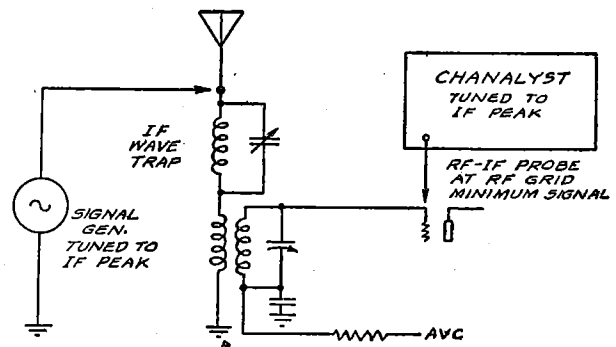 CHANALYST
TUNED TO
IF PEAK
IF
WAVE
TRAP
RF-IF PROBE
AT RF GRID
MINIMUM SIGNAL
SIGNAL
GEN.
TUNED TO
IF PEAK
AVC